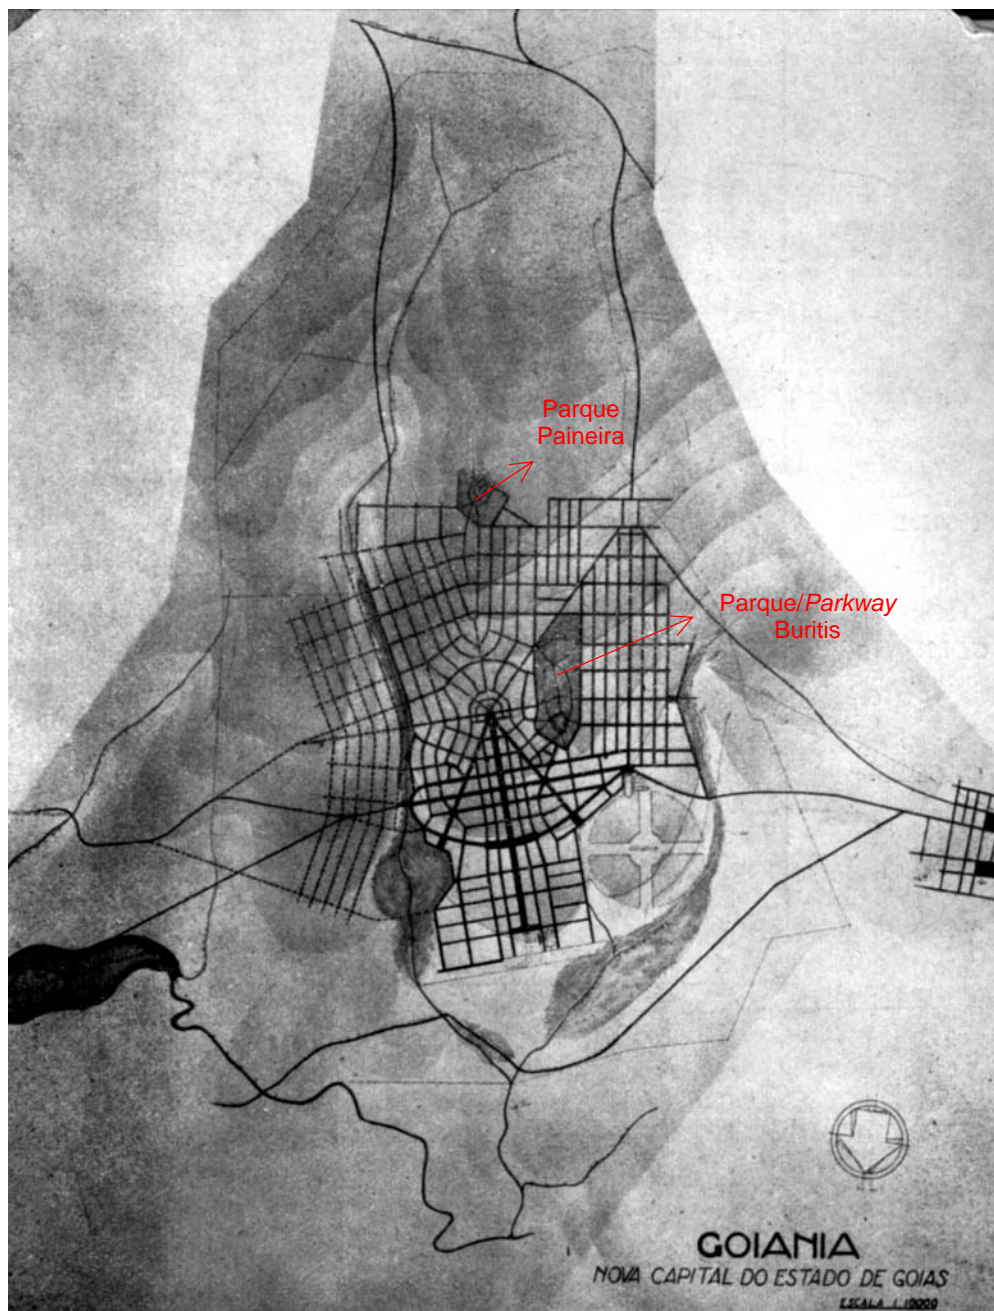 Parque
Paineira
Parque/Parkway
Buritis
GOIANIA
NOVA CAPITAL DO ESTADO DE GOIAS
ESCALA 1:10000